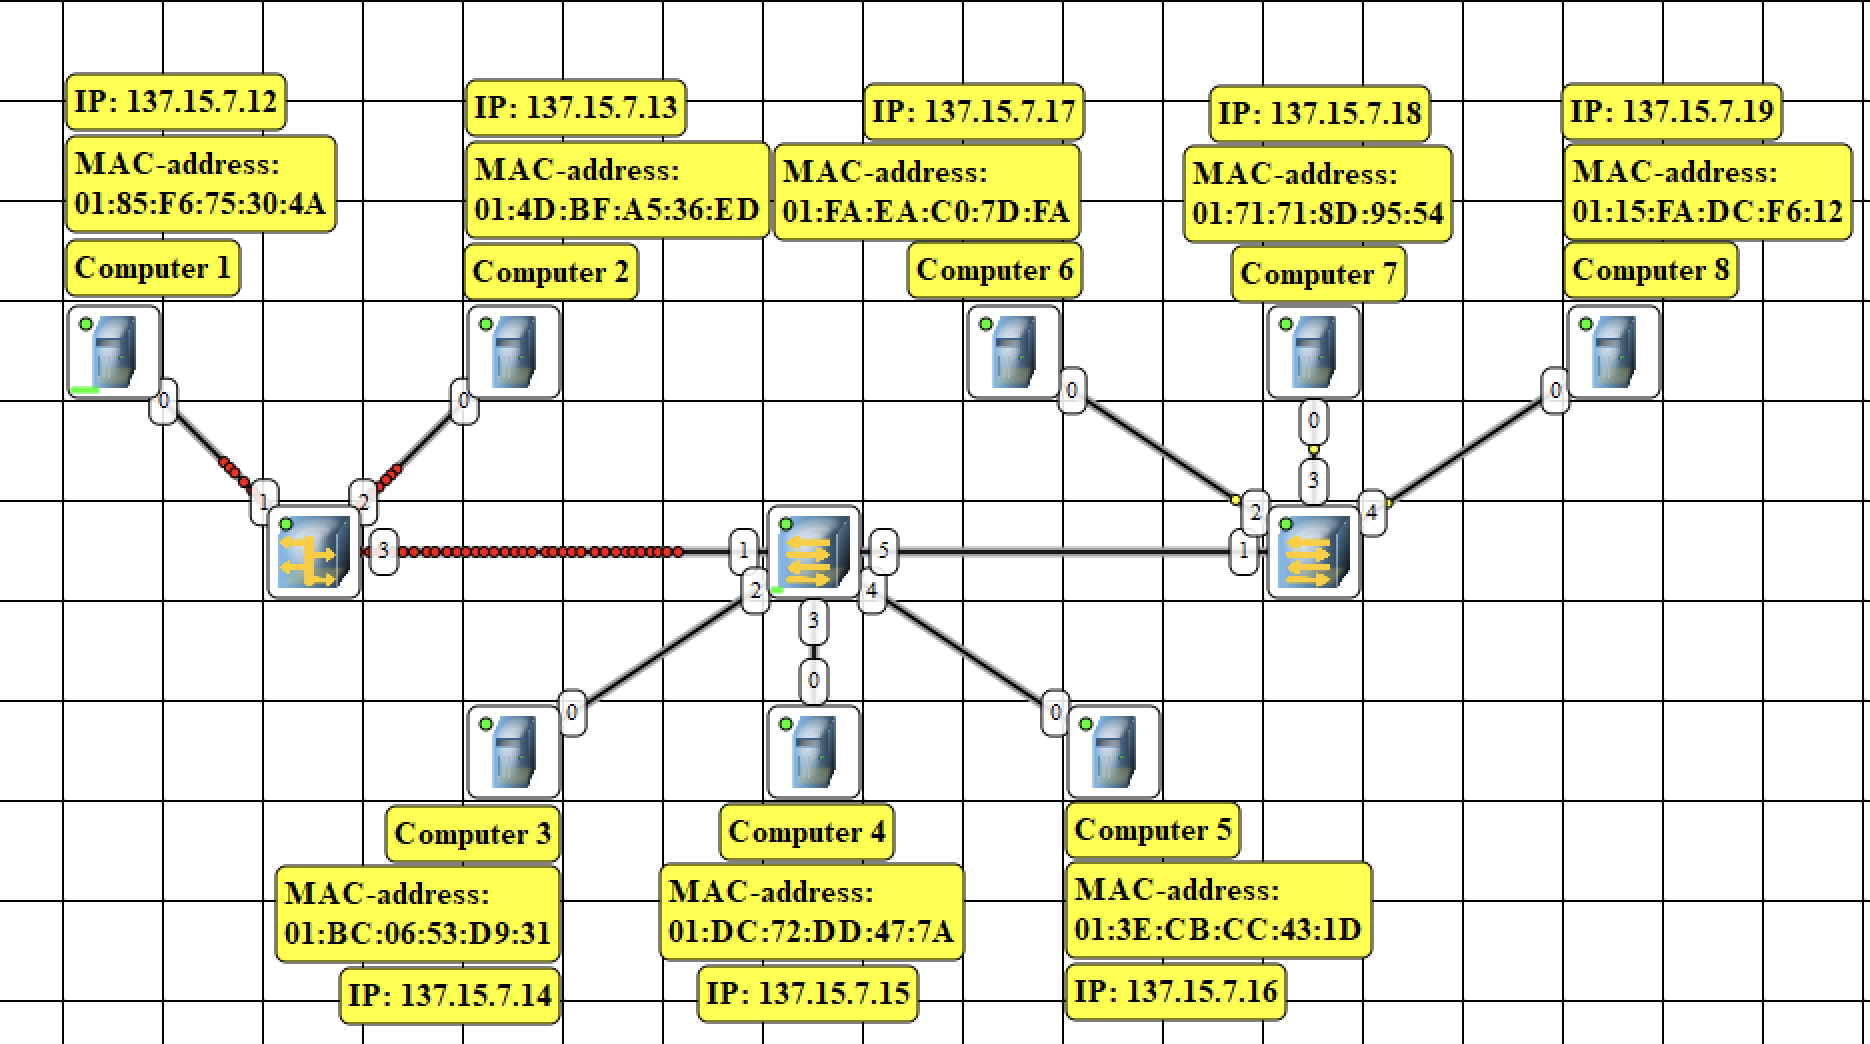 IP: 137.15.7.12
MAC-address:
01:85:F6:75:30:4A
Computer 1
IP: 137.15.7.13
MAC-address:
01:4D:BF:A5:36:ED
Computer 2
IP: 137.15.7.17
MAC-address:
01:FA:EA:C0:7D:FA
Computer 6
IP: 137.15.7.18
MAC-address:
01:71:71:8D:95:54
Computer 7
IP: 137.15.7.19
MAC-address:
01:15:FA:DC:F6:12
Computer 8
0
0
0
0
0
1
2
3
1
2
3
4
5
2
3
4
1
0
0
0
Computer 3
MAC-address:
01:BC:06:53:D9:31
IP: 137.15.7.14
Computer 4
MAC-address:
01:DC:72:DD:47:7A
IP: 137.15.7.15
Computer 5
MAC-address:
01:3E:CB:CC:43:1D
IP: 137.15.7.16